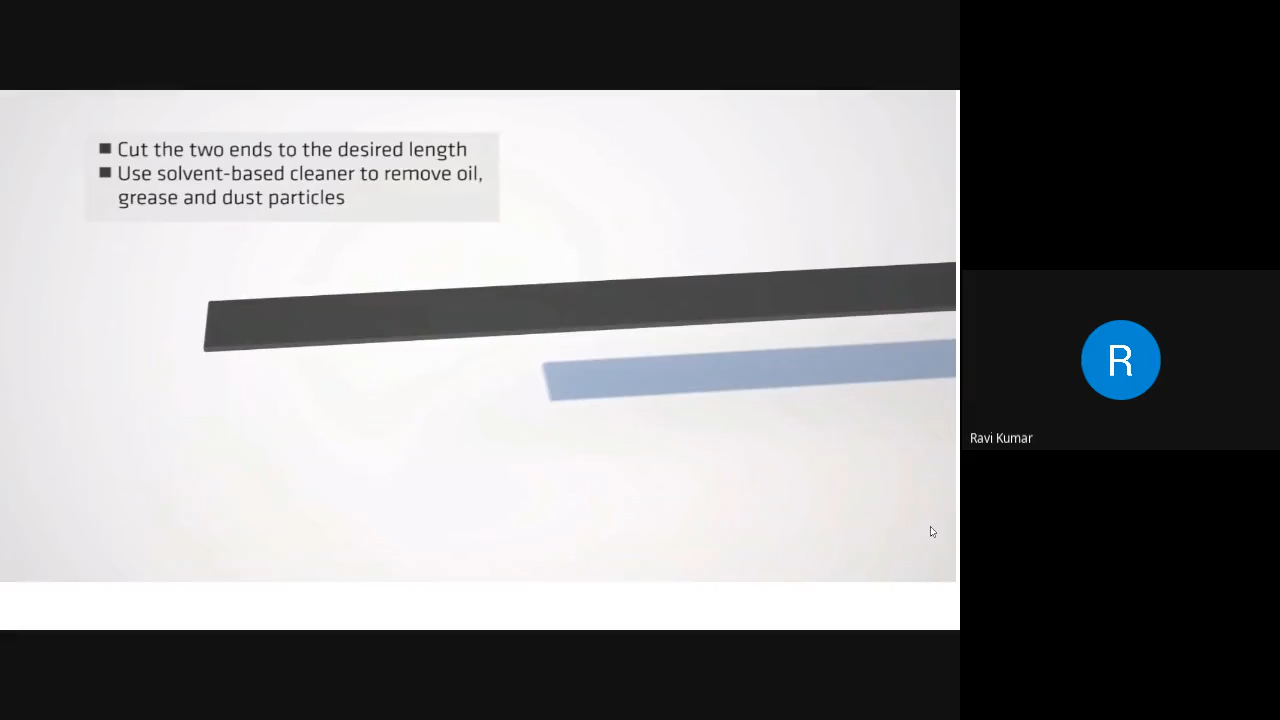 ■ Cut the two ends to the desired length
■ Use solvent-based cleaner to remove oil,
grease and dust particles
R
Ravi Kumar